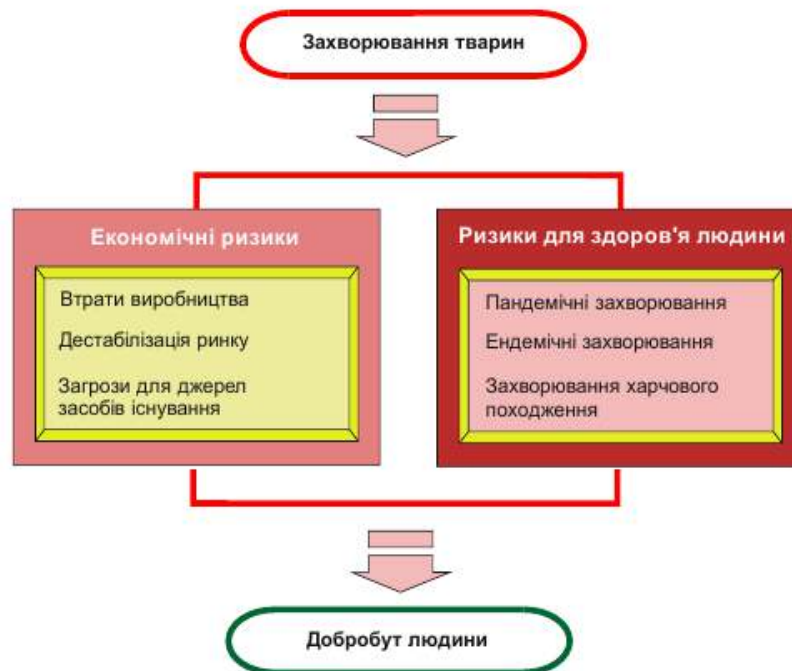 Захворювання тварин
Економічні ризики
Втрати виробництва
Дестабілізація ринку
Загрози для джерел
засобів існування
Ризики для здоров'я людини
Пандемічні захворювання
Ендемічні захворювання
Захворювання харчового
походження
Добробут людини